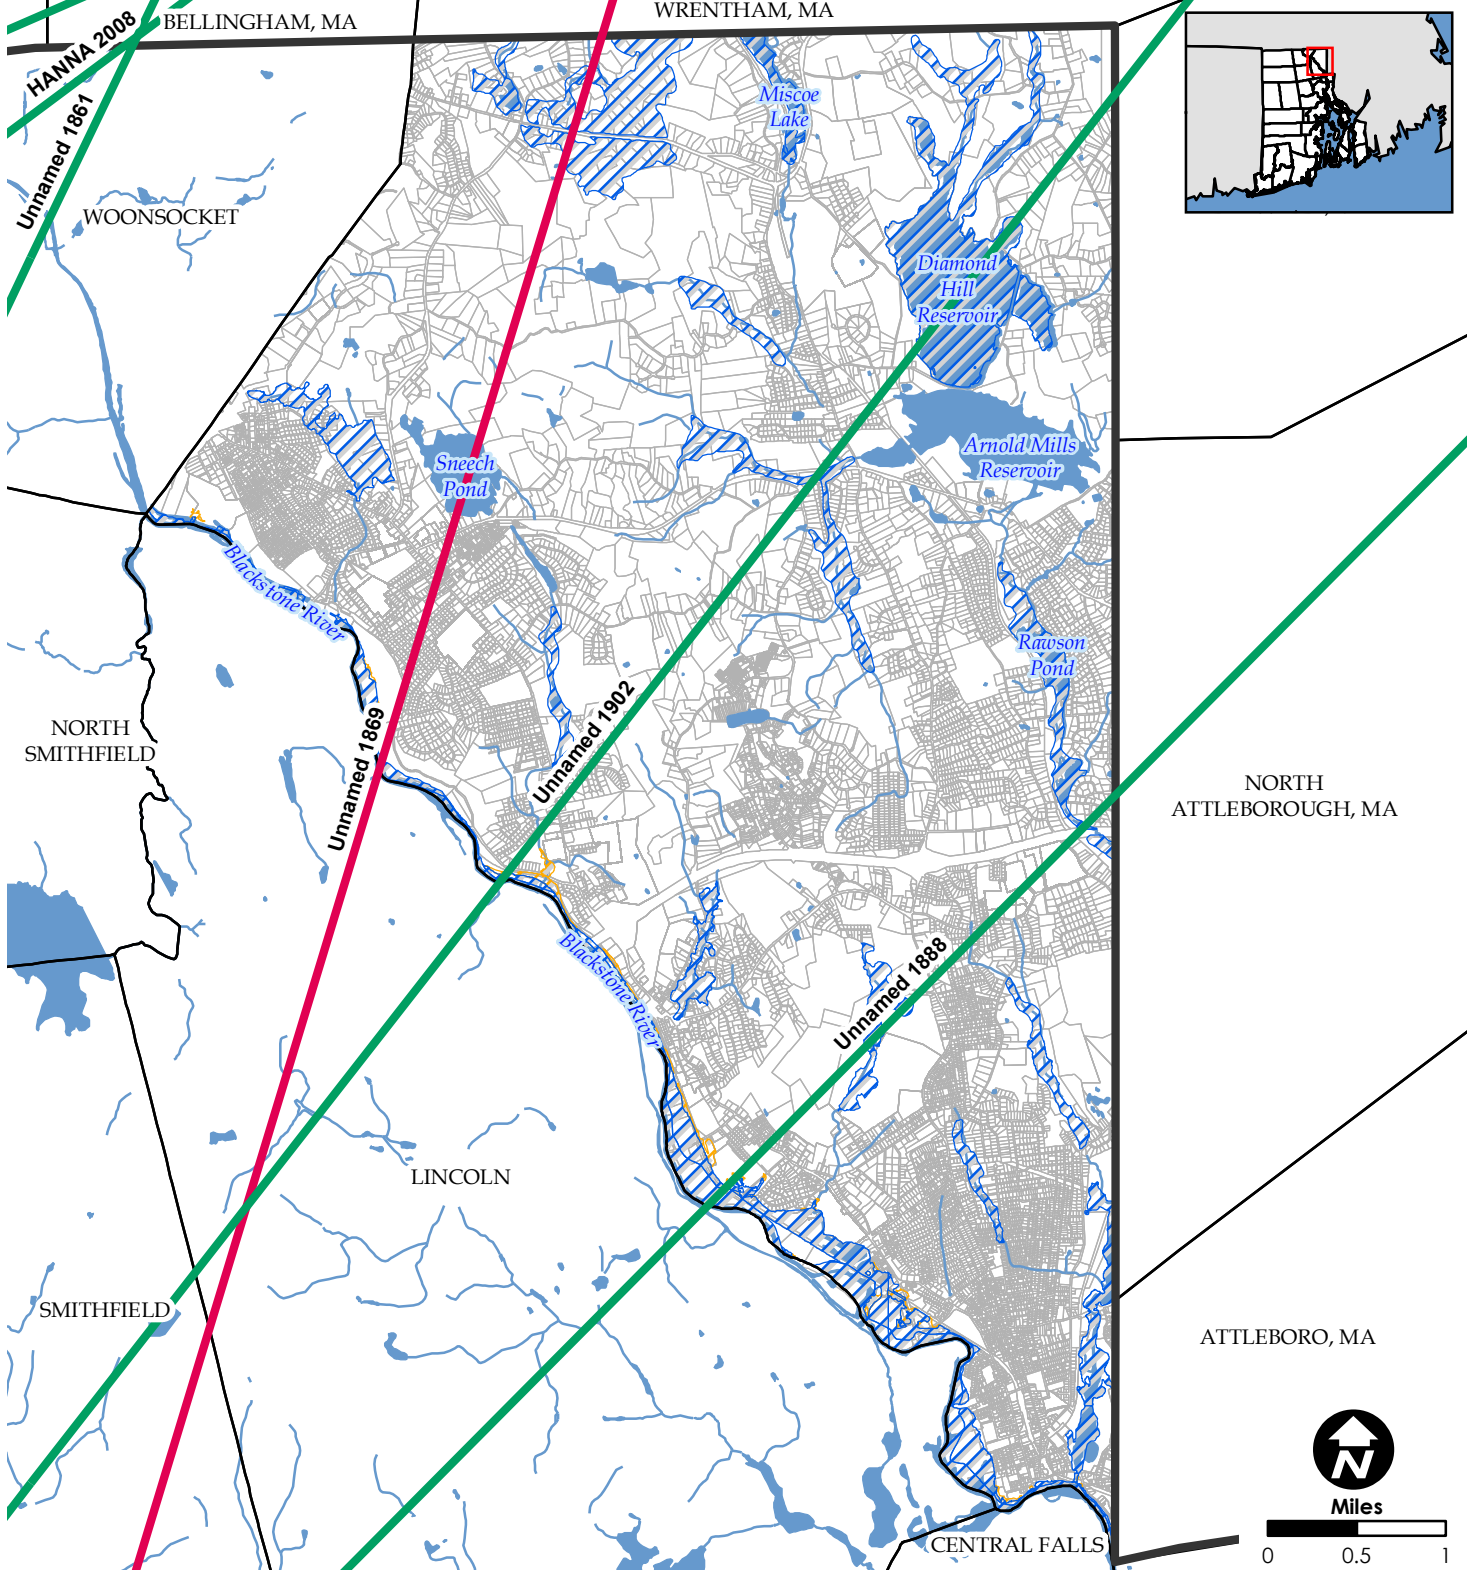 BELLINGHAM, MA
WRENTHAM, MA
HANNA 2008
Unnamed 1861
WOONSOCKET
Miscoe
Lake
Diamond
Hill
Reservoir
Arnold Mills
Reservoir
Sneech
Pond
Blackstone River
Rawson
Pond
NORTH
SMITHFIELD
Unnamed 1869
Unnamed 1902
NORTH
ATTLEBOROUGH, MA
Blackstone River
Unnamed 1888
LINCOLN
SMITHFIELD
ATTLEBORO, MA
CENTRAL FALLS
N
Miles
0 0.5 1